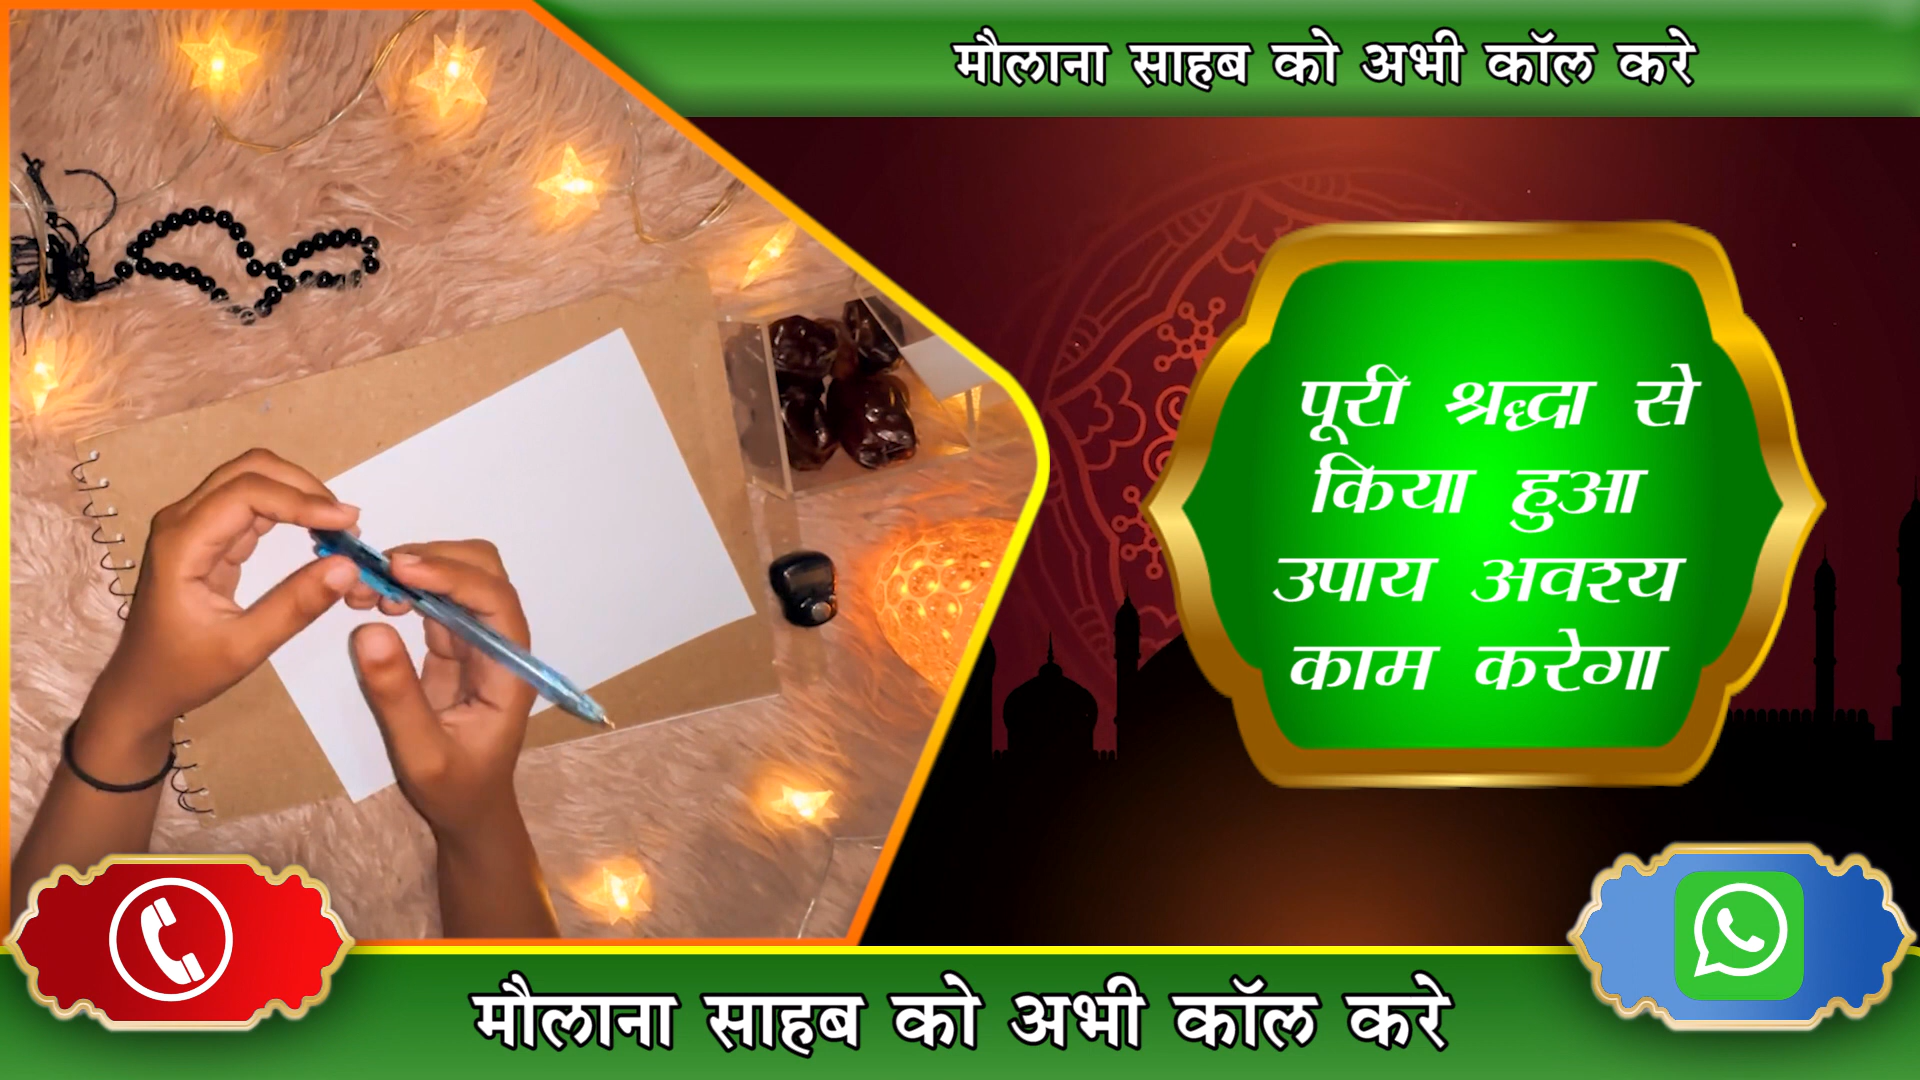 मौलाना साहब को अभी कॉल करे
पूरी श्रद्धा से
किया हुआ
उपाय अवश्य
काम करेगा
मौलाना साहब को अभी कॉल करे